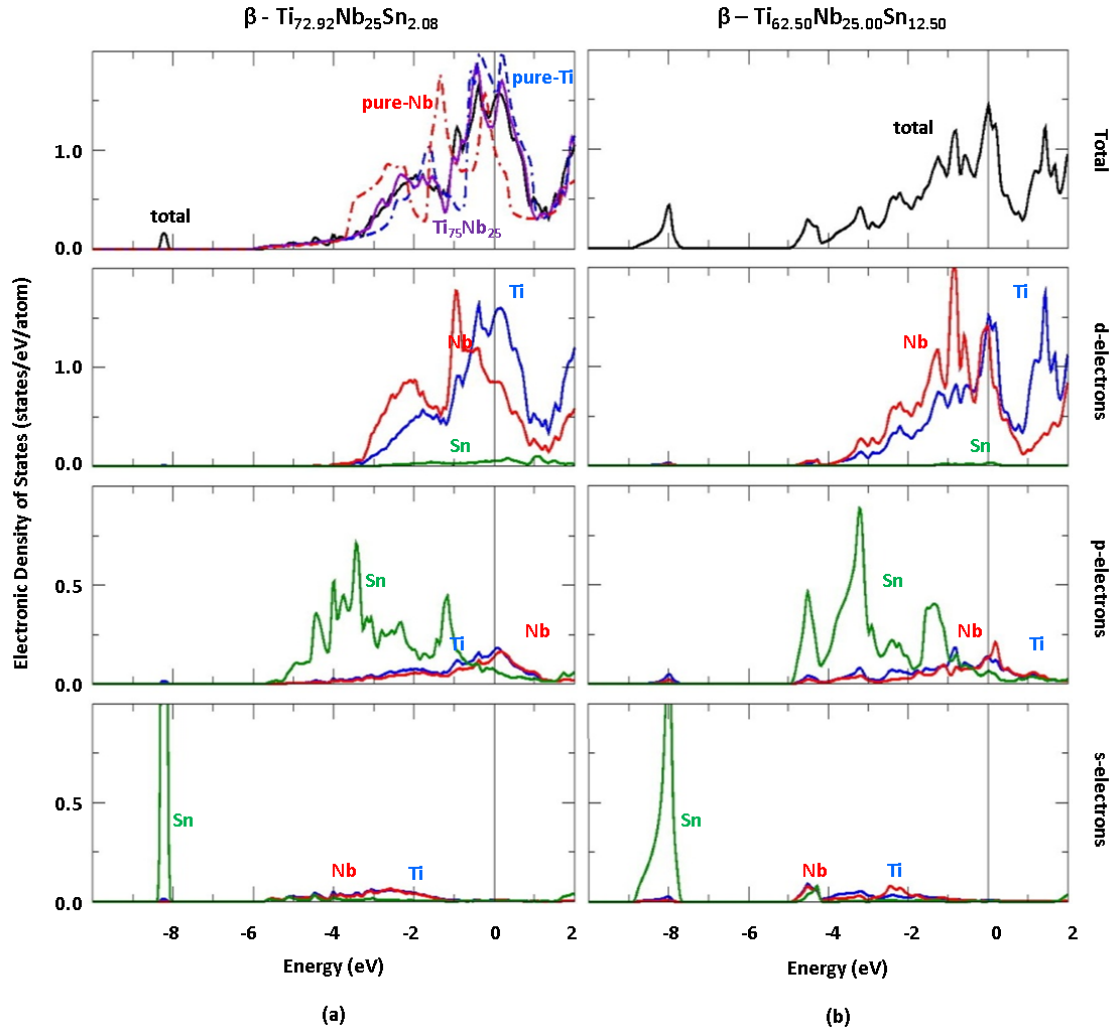 β - Ti₇₂.₉₂Nb₂₅Sn₂.₀₈
β – Ti₆₂.₅₀Nb₂₅.₀₀Sn₁₂.₅₀
Electronic Density of States (states/eV/atom)
pure-Nb
pure-Ti
total
Ti₇₅Nb₂₅
1.0
0.0
total
Total
Ti
Nb
Sn
1.0
0.0
Ti
Nb
Sn
d-electrons
Sn
Ti
Nb
0.5
0.0
Sn
Nb
Ti
p-electrons
Sn
Nb
Ti
0.5
0.0
Sn
Nb
Ti
s-electrons
-8 -6 -4 -2 0 2
-8 -6 -4 -2 0 2
Energy (eV)
Energy (eV)
(a)
(b)